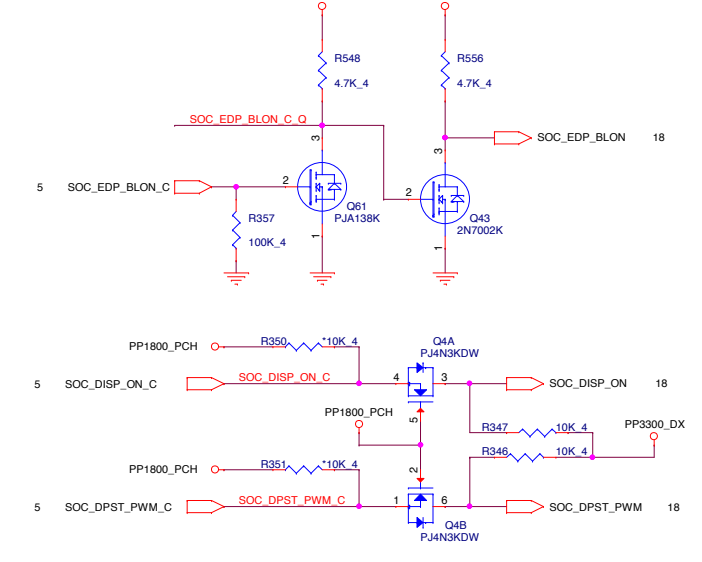 R548
4.7K_4
R556
4.7K_4
SOC_EDP_BLON_C_Q
3
3
SOC_EDP_BLON 18
5 SOC_EDP_BLON_C
2
2
Q61
PJA138K
Q43
2N7002K
R357
100K_4
1
1
PP1800_PCH
R350 *10K_4
Q4A
PJ4N3KDW
5 SOC_DISP_ON_C
SOC_DISP_ON_C
4 3
SOC_DISP_ON 18
PP1800_PCH
5
R347 10K_4
PP3300_DX
R346 10K_4
PP1800_PCH
R351 *10K_4
2
5 SOC_DPST_PWM_C
SOC_DPST_PWM_C
1 6
SOC_DPST_PWM 18
Q4B
PJ4N3KDW